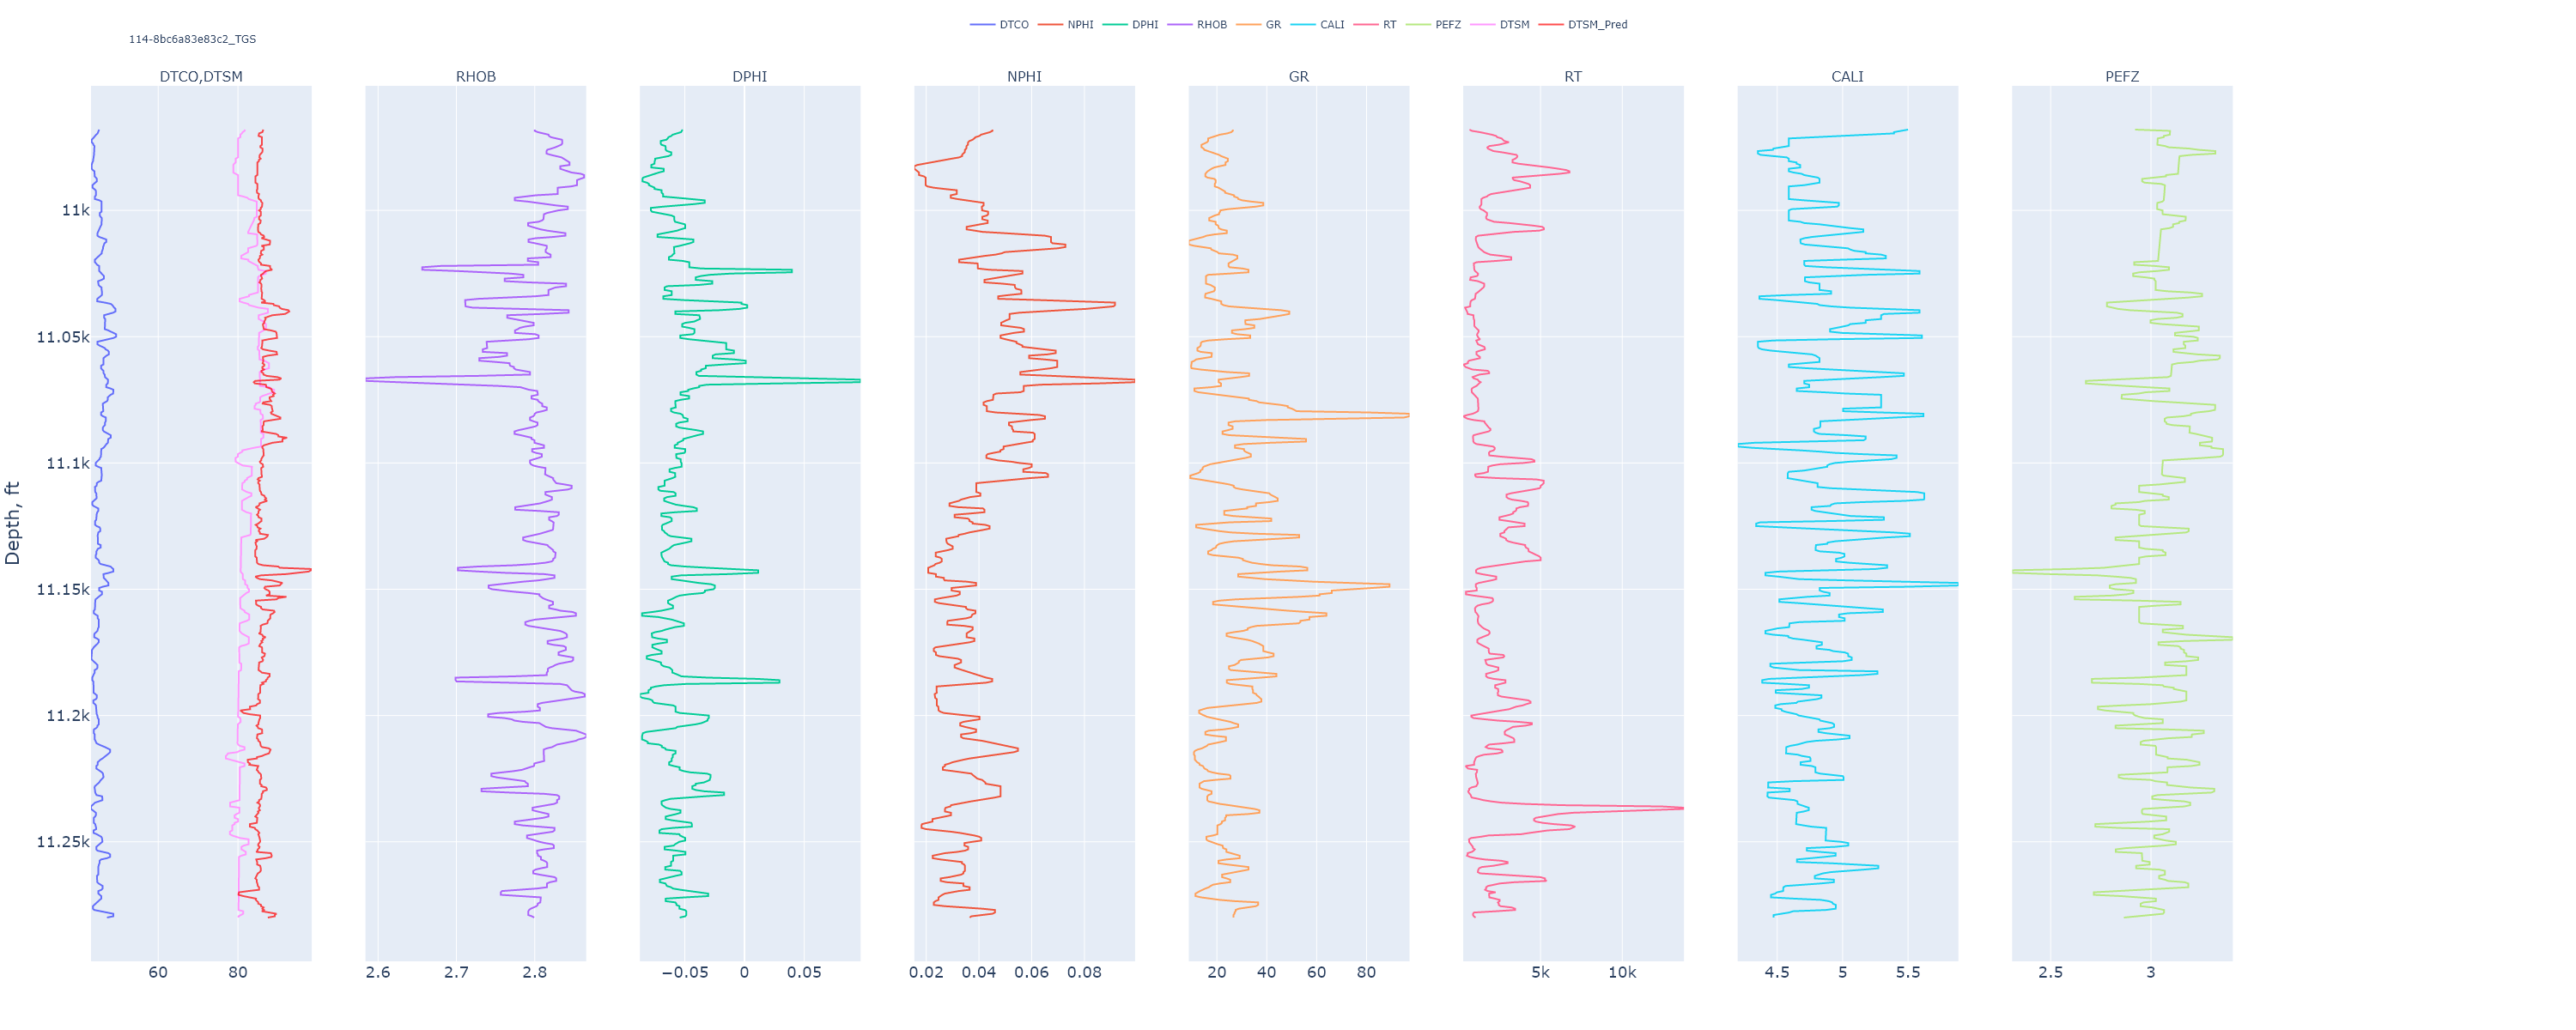 DTCO NPHI DPHI RHOB GR CALI RT PEFZ DTSM DTSM_Pred
114-8bc6a83e83c2_TGS
DTCO,DTSM RHOB DPHI NPHI GR RT CALI PEFZ
11k
11.05k
11.1k
Depth, ft
11.15k
11.2k
11.25k
60 80 2.6 2.7 2.8 −0.05 0 0.05 0.02 0.04 0.06 0.08 20 40 60 80 5k 10k 4.5 5 5.5 2.5 3